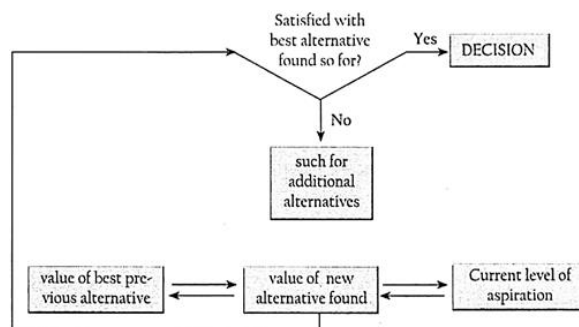 Satisfied with
best alternative
found so for?
Yes
DECISION
No
such for
additional
alternatives
value of best pre-
vious alternative
value of new
alternative found
Current level of
aspiration